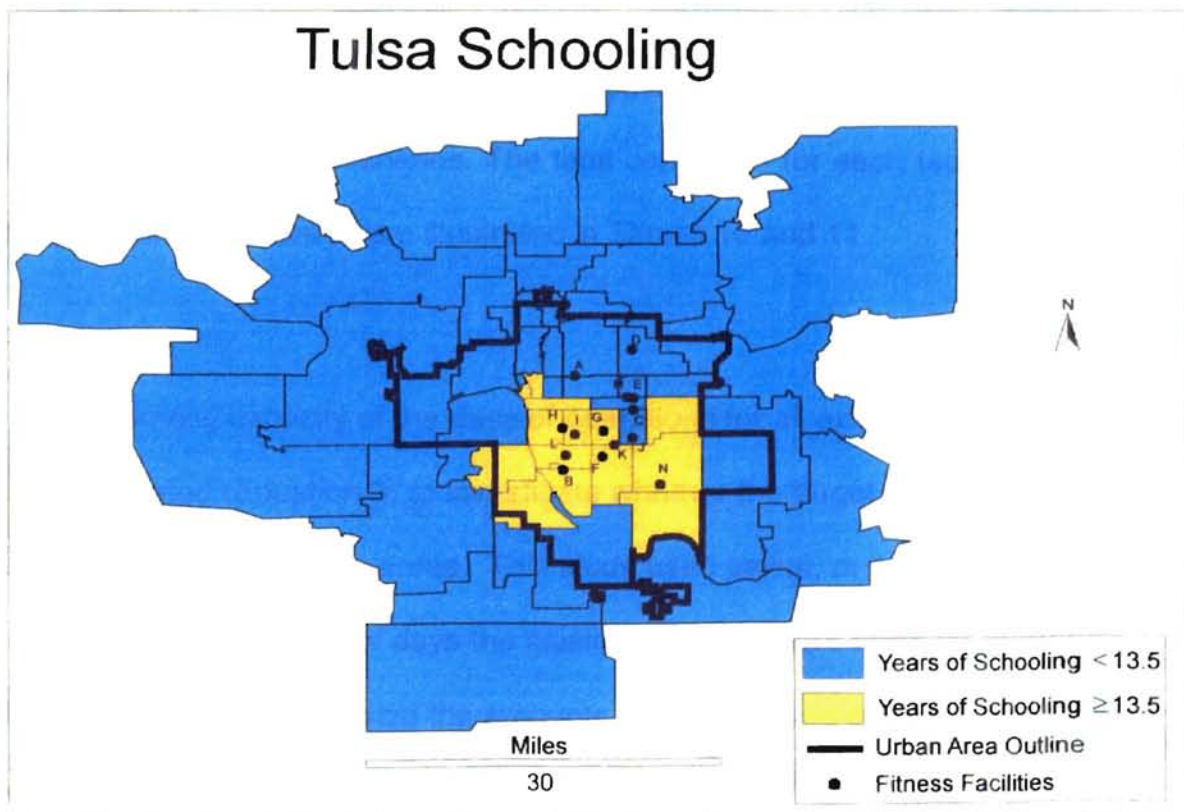 Tulsa Schooling
N
D
A
E
H
I
G
C
L
K
J
B
F
N
Years of Schooling <13.5
Years of Schooling ≥13.5
Urban Area Outline
Fitness Facilities
Miles
30